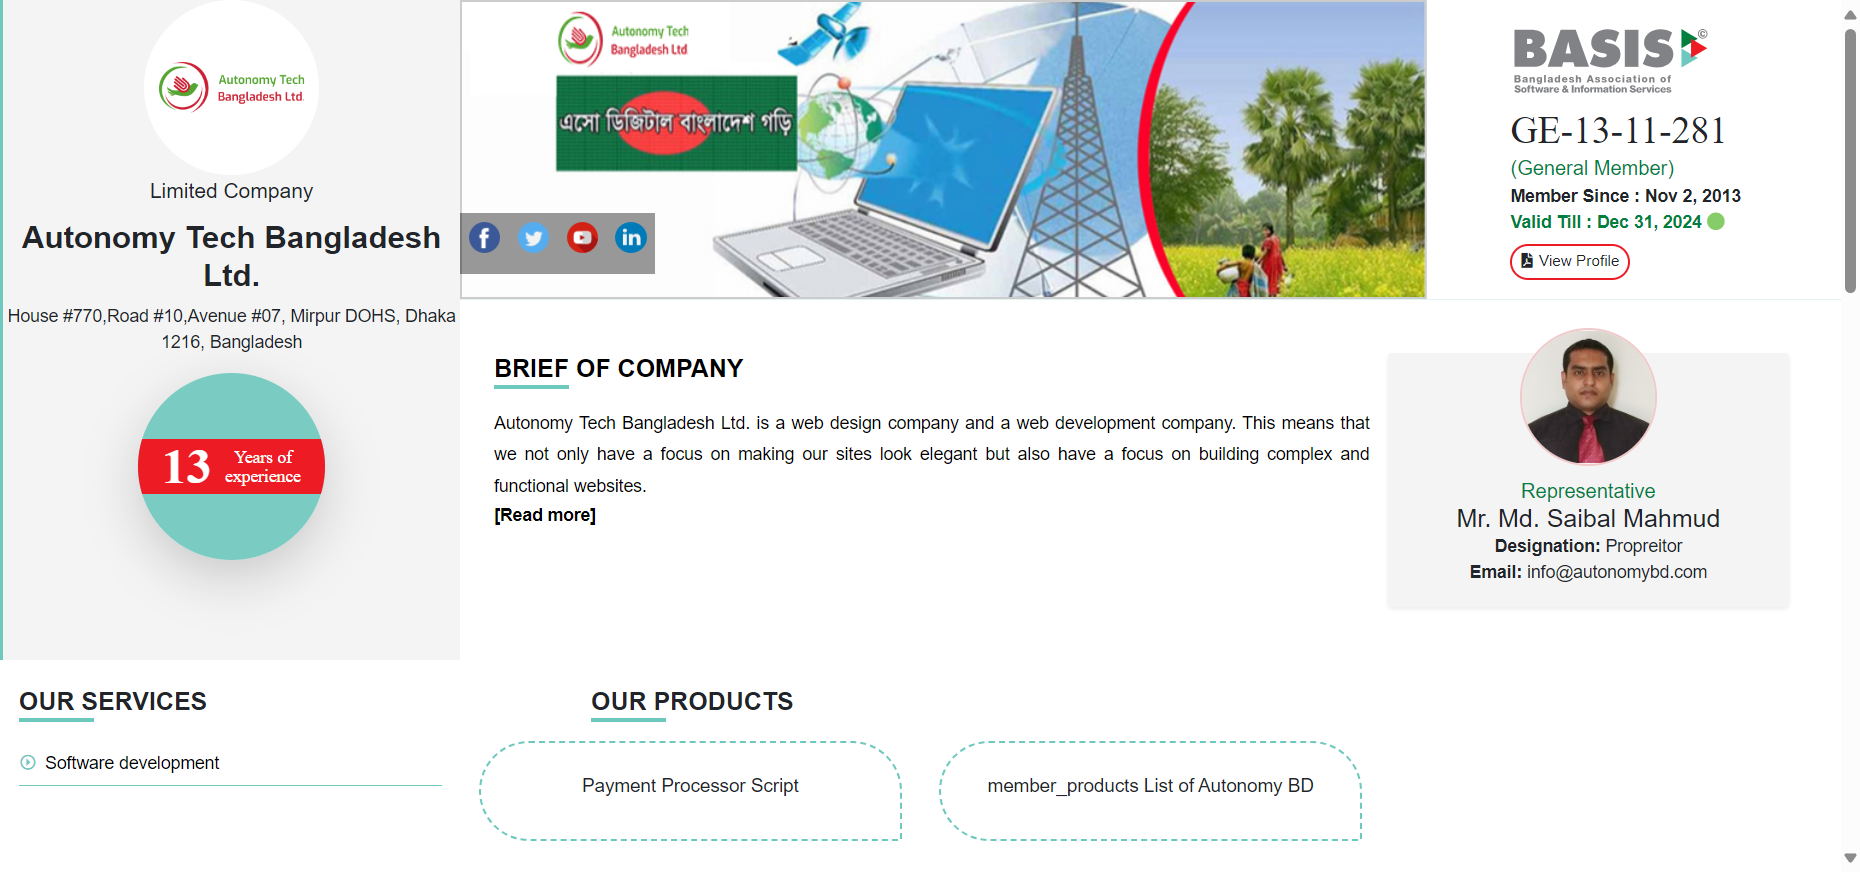 Autonomy Tech
Bangladesh Ltd.
Limited Company
Autonomy Tech Bangladesh
Ltd.
House #770,Road #10,Avenue #07, Mirpur DOHS, Dhaka
1216, Bangladesh
13
Years of
experience
Autonomy Tech
Bangladesh Ltd
এসো ডিজিটাল বাংলাদেশ গড়ি
BASIS©
Bangladesh Association of
Software & Information Services
GE-13-11-281
(General Member)
Member Since : Nov 2, 2013
Valid Till : Dec 31, 2024
View Profile
BRIEF OF COMPANY
Autonomy Tech Bangladesh Ltd. is a web design company and a web development company. This means that
we not only have a focus on making our sites look elegant but also have a focus on building complex and
functional websites.
[Read more]
Representative
Mr. Md. Saibal Mahmud
Designation: Propreitor
Email: info@autonomybd.com
OUR SERVICES
Software development
OUR PRODUCTS
Payment Processor Script
member_products List of Autonomy BD